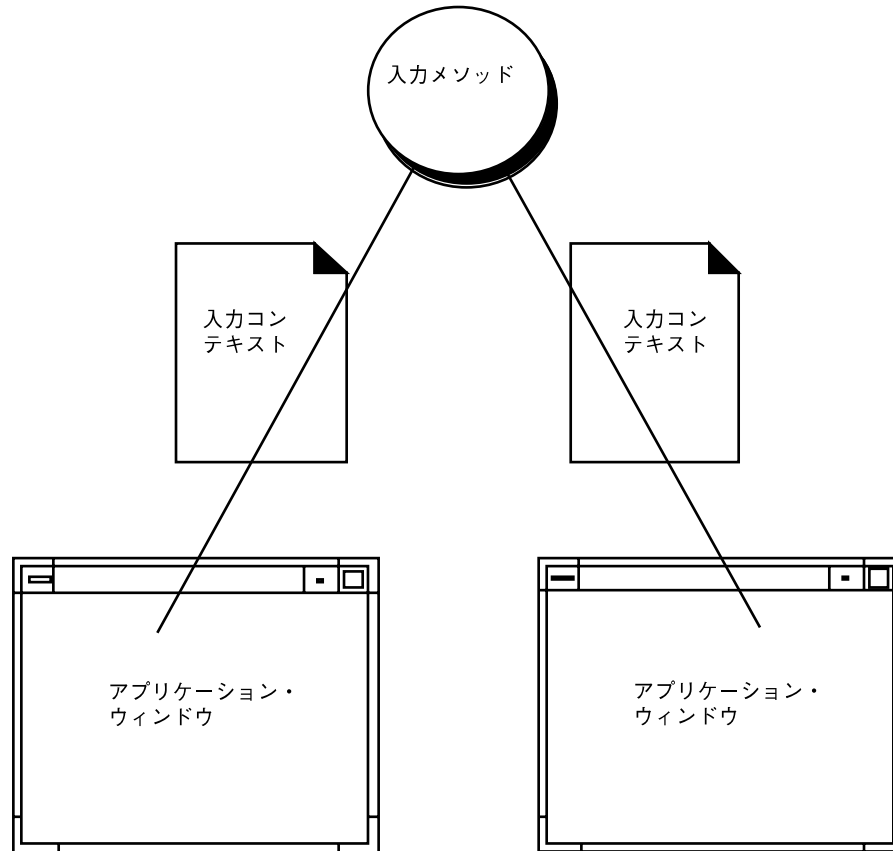 入力メソッド
入力コン
テキスト
入力コン
テキスト
アプリケーション・
ウィンドウ
アプリケーション・
ウィンドウ